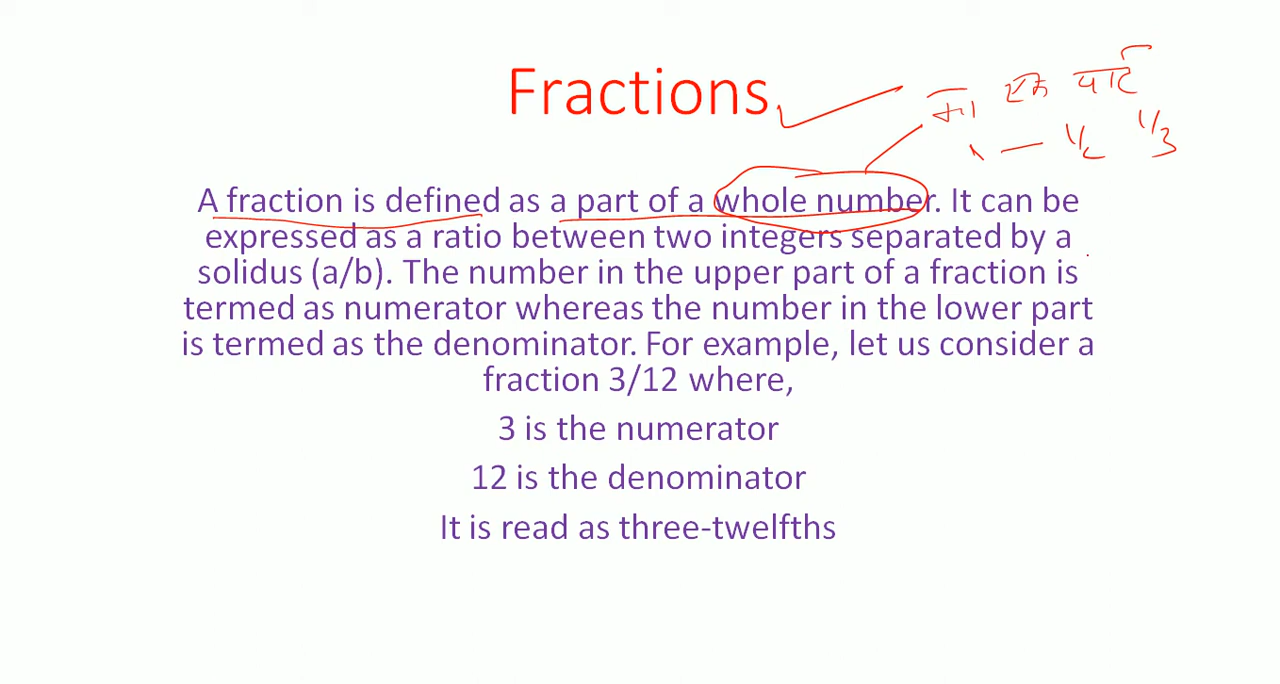 Fractions
का एक पार्ट
1 — 1/2 1/3
A fraction is defined as a part of a whole number. It can be
expressed as a ratio between two integers separated by a
solidus (a/b). The number in the upper part of a fraction is
termed as numerator whereas the number in the lower part
is termed as the denominator. For example, let us consider a
fraction 3/12 where,
3 is the numerator
12 is the denominator
It is read as three-twelfths